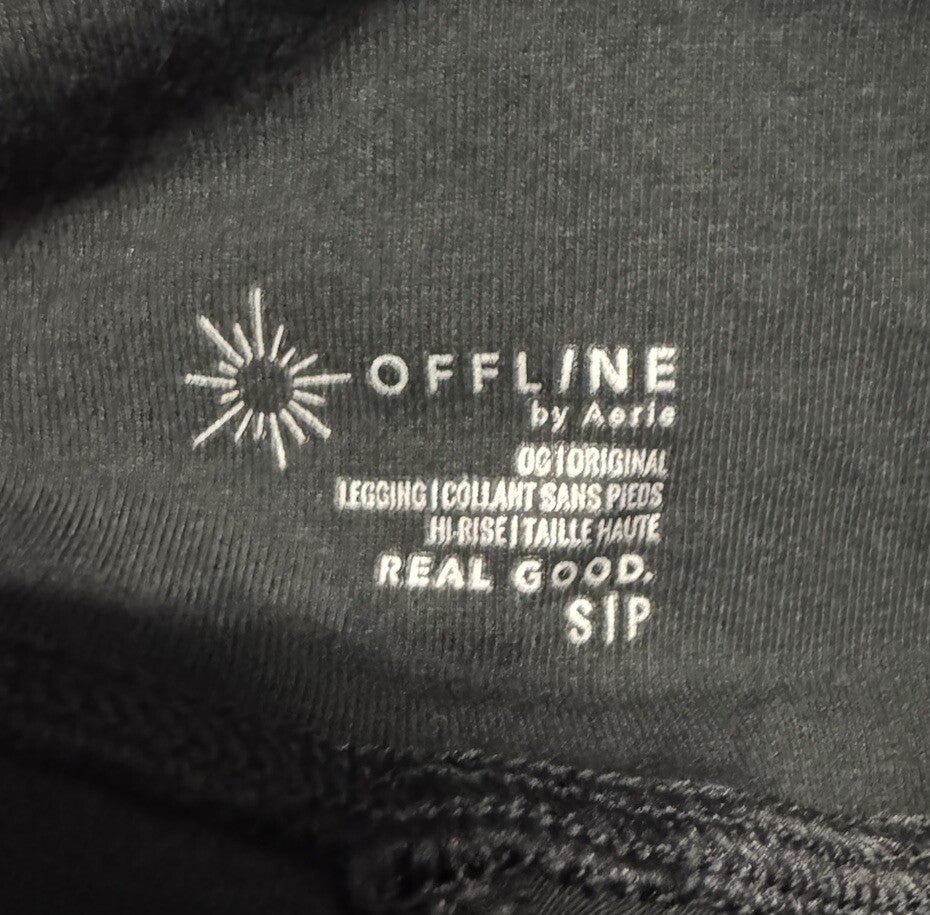 OFFLINE
by Aerie
OG|ORIGINAL
LEGGING|COLLANT SANS PIEDS
HI-RISE|TAILLE HAUTE
REAL GOOD.
S|P